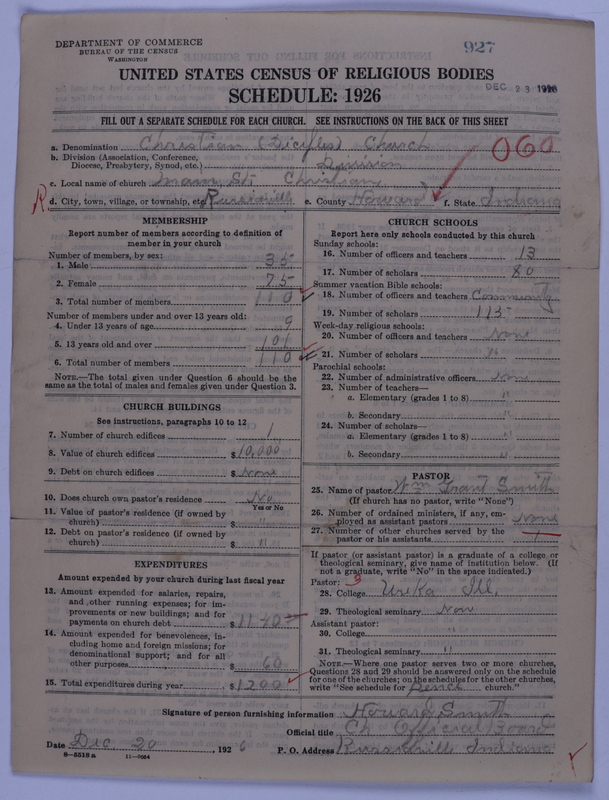 DEPARTMENT OF COMMERCE
BUREAU OF THE CENSUS
WASHINGTON
927
UNITED STATES CENSUS OF RELIGIOUS BODIES
SCHEDULE: 1926
DEC 23 1926
FILL OUT A SEPARATE SCHEDULE FOR EACH CHURCH. SEE INSTRUCTIONS ON THE BACK OF THIS SHEET
060
a. Denomination Christian (Diciples) Church
b. Division (Association, Conference,
Diocese, Presbytery, Synod, etc.)
c. Local name of church Main St. Christian
d. City, town, village, or township, etc. Russiaville e. County Howard f. State Indiana
R
MEMBERSHIP
Report number of members according to definition of
member in your church
Number of members, by sex:
1. Male 35
2. Female 75
3. Total number of members 110
Number of members under and over 13 years old:
4. Under 13 years of age 9
5. 13 years old and over 101
6. Total number of members 110
NOTE.—The total given under Question 6 should be
same as the total of males and females given under Question 3.
CHURCH BUILDINGS
See instructions, paragraphs 10 to 12
7. Number of church edifices 1
8. Value of church edifices $10,000
9. Debt on church edifices $ None
10. Does church own pastor's residence No
Yes or No
11. Value of pastor's residence (if owned by
church) $ "
12. Debt on pastor's residence (if owned by
church) $ "
EXPENDITURES
Amount expended by your church during last fiscal year
13. Amount expended for salaries, repairs,
and other running expenses; for im-
provements or new buildings; and for
payments on church debt $ 1140
14. Amount expended for benevolences, in-
cluding home and foreign missions; for
denominational support; and for all
other purposes $ 60
15. Total expenditures during year $ 1200
CHURCH SCHOOLS
Report here only schools conducted by this church
Sunday schools:
16. Number of officers and teachers 13
17. Number of scholars 80
Summer vacation Bible schools:
18. Number of officers and teachers Community
19. Number of scholars 115
Week-day religious schools:
20. Number of officers and teachers None
21. Number of scholars
Parochial schools:
22. Number of administrative officers
23. Number of teachers—
a. Elementary (grades 1 to 8) "
b. Secondary "
24. Number of scholars—
a. Elementary (grades 1 to 8) "
b. Secondary "
PASTOR
25. Name of pastor Wm Grant Smith
(If church has no pastor, write "None")
26. Number of ordained ministers, if any, em-
ployed as assistant pastors None
27. Number of other churches served by the
pastor or his assistants 1
If pastor (or assistant pastor) is a graduate of a college or
theological seminary, give name of institution below. (If
not a graduate, write "No" in the space indicated.)
Pastor: 3
28. College Ureka Ill.
29. Theological seminary Non
Assistant pastor:
30. College "
31. Theological seminary "
NOTE.—Where one pastor serves two or more churches,
Questions 28 and 29 should be answered only on the schedule
for one of the churches; on the schedules for the other churches,
write "See schedule for church."
Signature of person furnishing information Howard Smith
Official title Ch Official Board
Date Dec 20, 1926 P. O. Address Russiaville Indiana
8—5518 a 11—9064